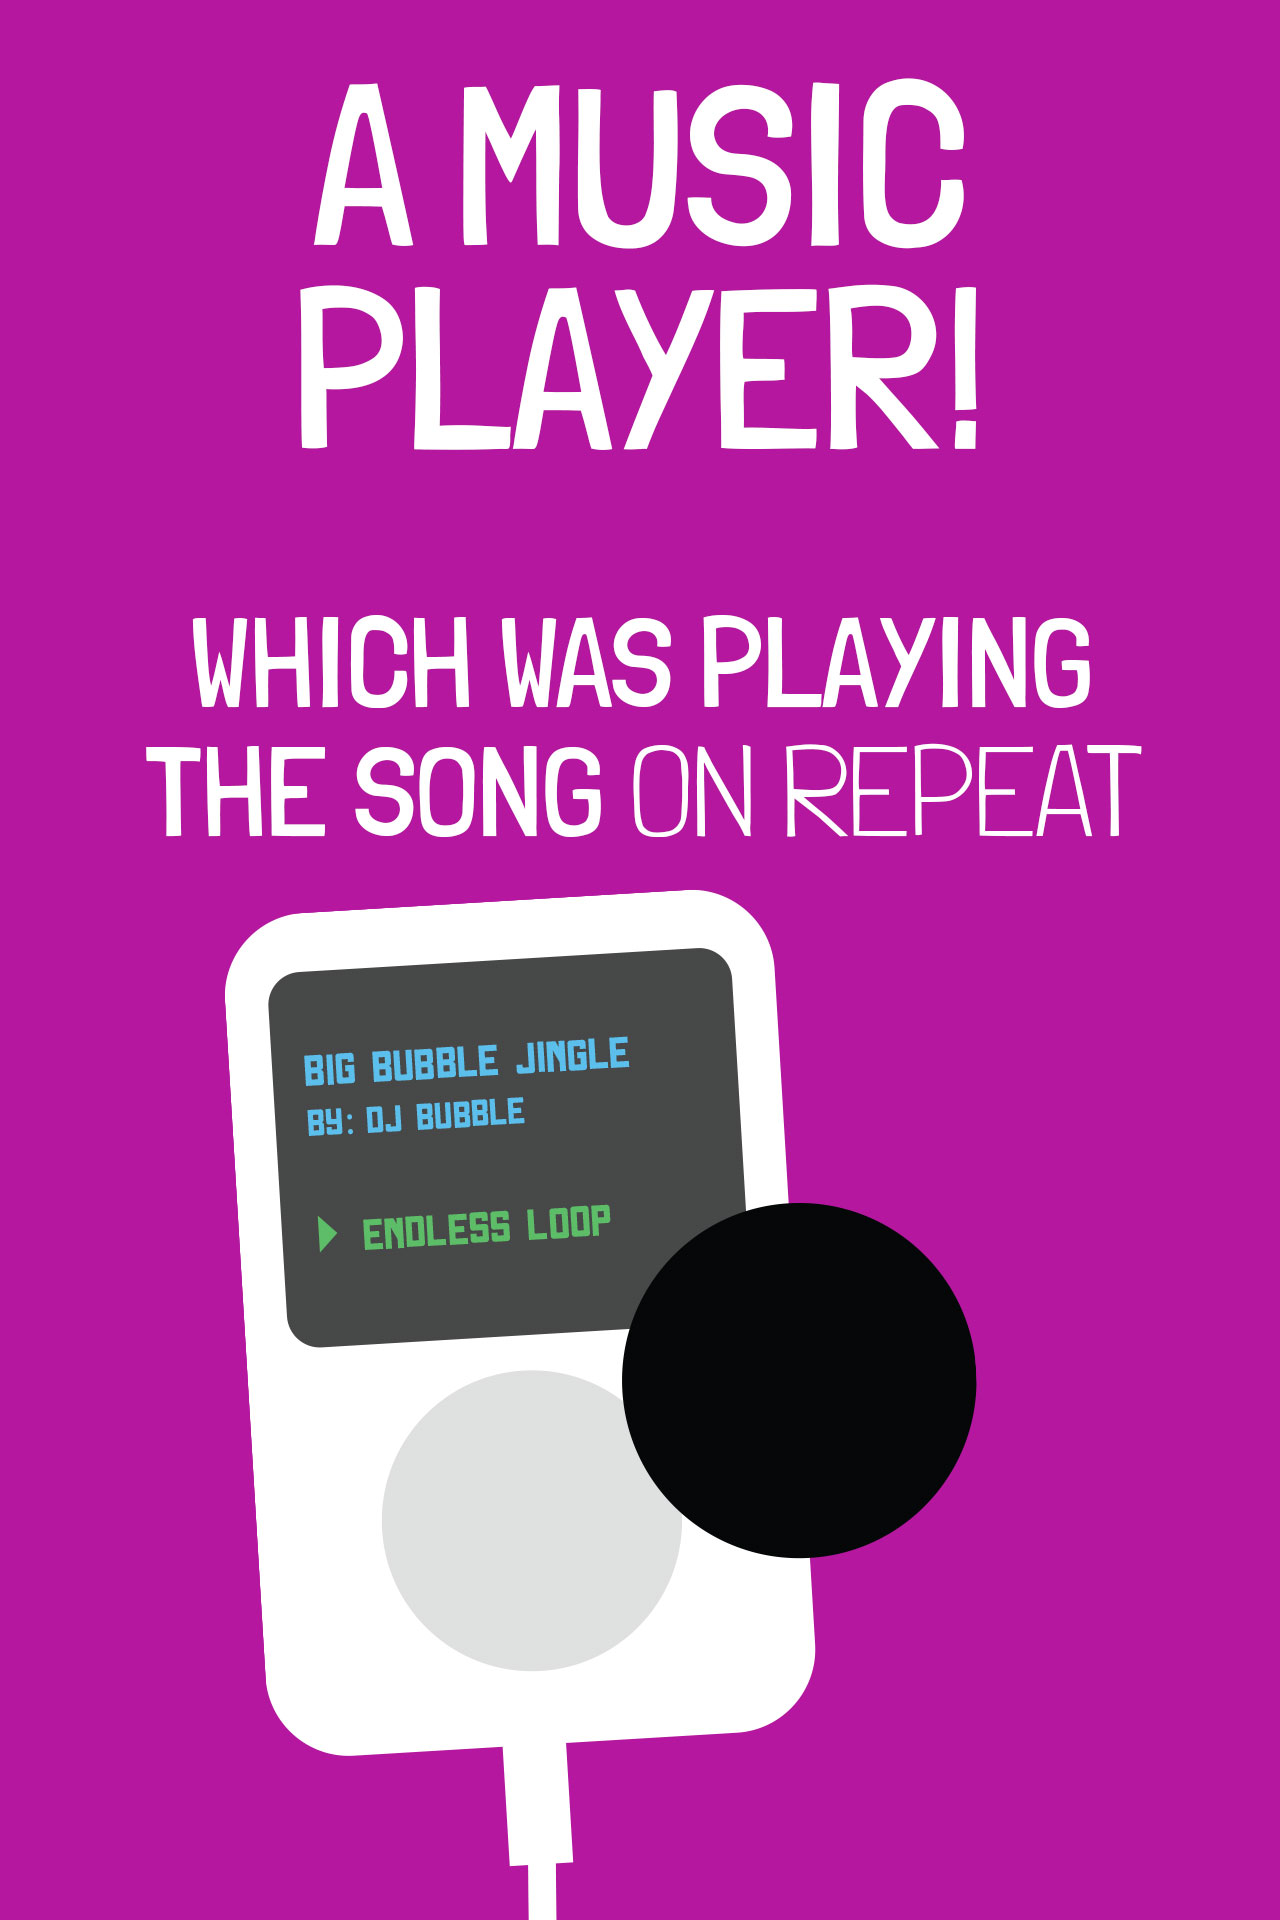 A MUSIC
PLAYER!
WHICH WAS PLAYING
THE SONG ON REPEAT
BIG BUBBLE JINGLE
BY: DJ BUBBLE
ENDLESS LOOP